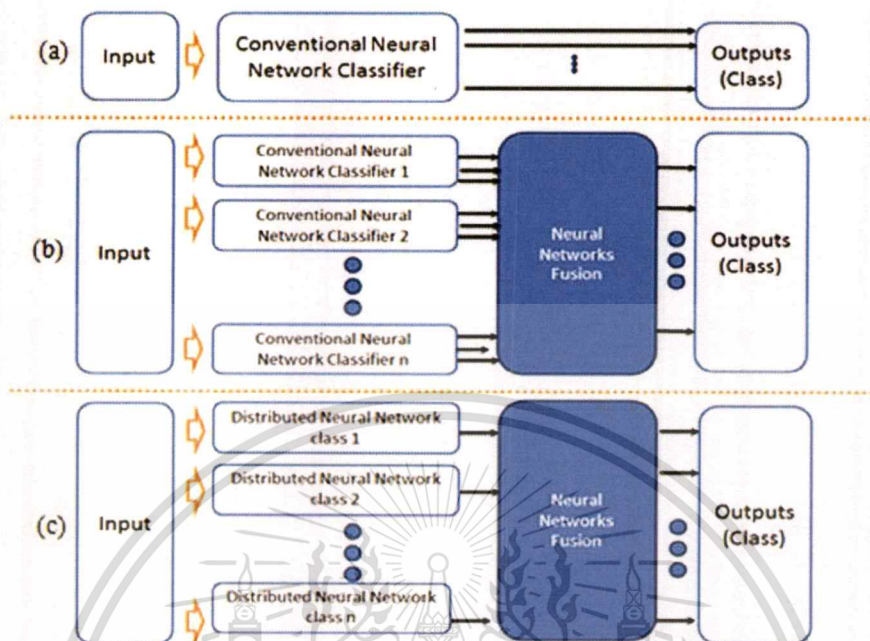 (a)
Input
Conventional Neural
Network Classifier
Outputs
(Class)
(b)
Input
Conventional Neural
Network Classifier 1
Conventional Neural
Network Classifier 2
Conventional Neural
Network Classifier n
Neural
Networks
Fusion
Outputs
(Class)
(c)
Input
Distributed Neural Network
class 1
Distributed Neural Network
class 2
Distributed Neural Network
class n
Neural
Networks
Fusion
Outputs
(Class)